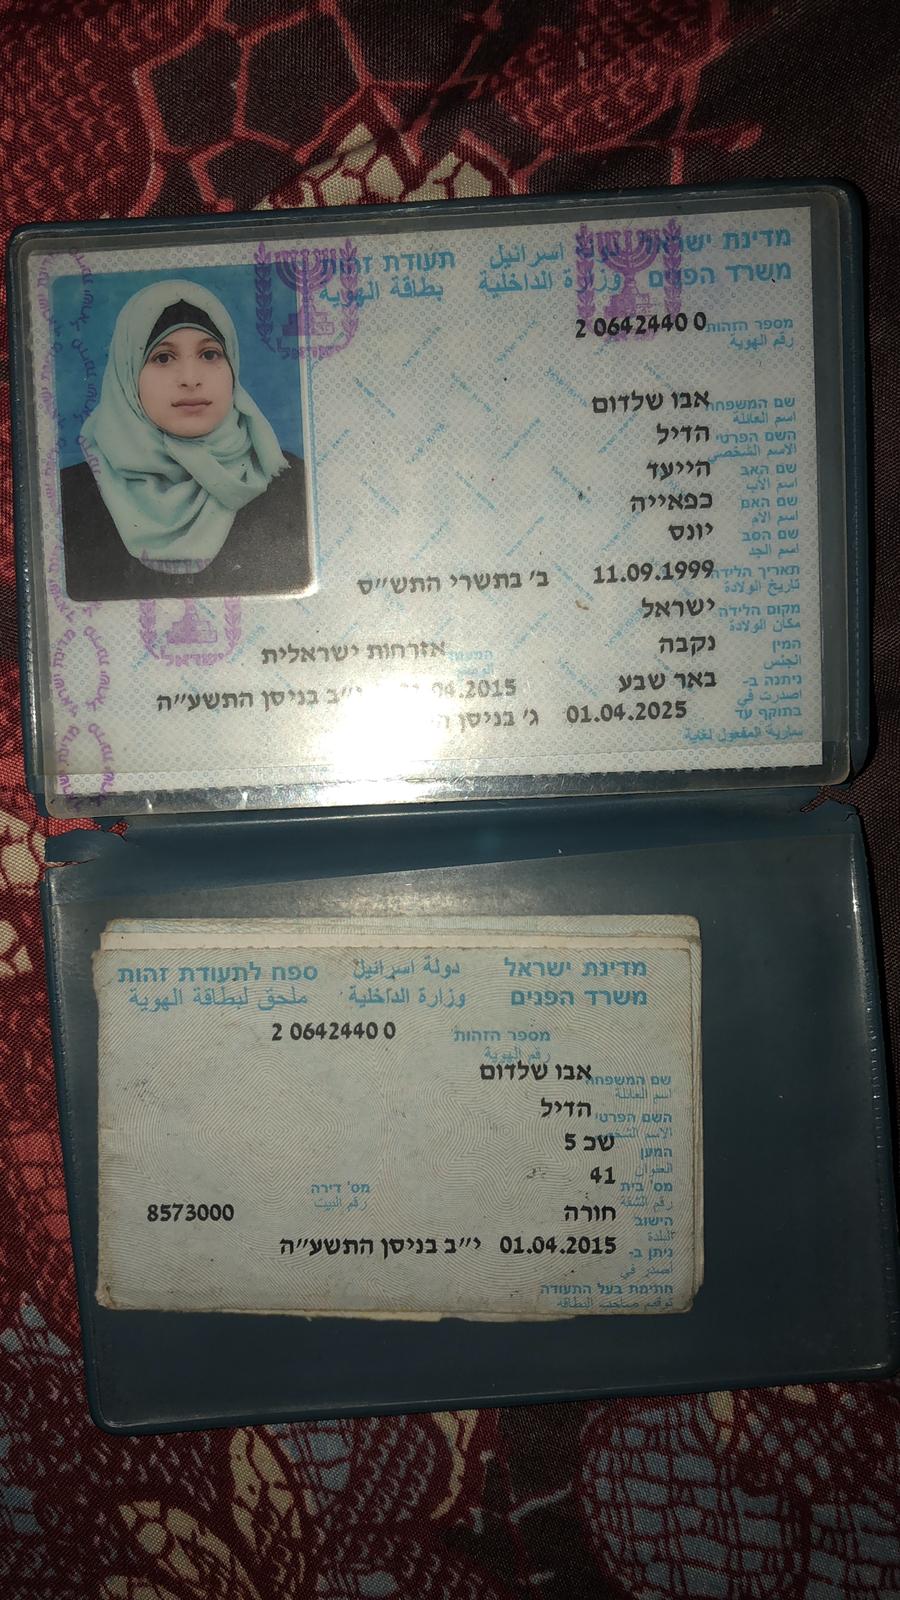 מדינת ישראל دولة اسرائيل תעודת זהות
משרד הפנים وزارة الداخلية بطاقة الهوية
מספר הזהות 2 0642440 0
رقم الهوية
שם המשפחה אבו שלדום
اسم العائلة
השם הפרטי הדיל
الاسم الشخصي
שם האב הייעד
اسم الأب
שם האם כפאייה
اسم الأم
שם הסב יונס
اسم الجد
תאריך הלידה 11.09.1999 ב' בתשרי התש"ס
تاريخ الولادة
מקום הלידה ישראל
مكان الولادة
המין נקבה אזרחות ישראלית
الجنس
ניתנה ב- באר שבע 04.2015 י"ב בניסן התשע"ה
اصدرت في
בתוקף עד 01.04.2025 ג' בניסן
سارية المفعول لغاية
ישראל
ישראל
מדינת ישראל דولة اسرائيل ספח לתעודת זהות
משרד הפנים وزارة الداخلية ملحق لبطاقة الهوية
מספר הזהות 2 0642440 0
رقم الهوية
שם המשפחה אבו שלדום
اسم العائلة
השם הפרטי הדיל
الاسم الشخصي
המען שכ 5
العنوان
מס' בית 41 מס' דירה
رقم الشقة رقم البيت
הישוב חורה 8573000
البلدة
ניתן ב- 01.04.2015 י"ב בניסן התשע"ה
اصدر في
חתימת בעל התעודה
توقيع صاحب البطاقة